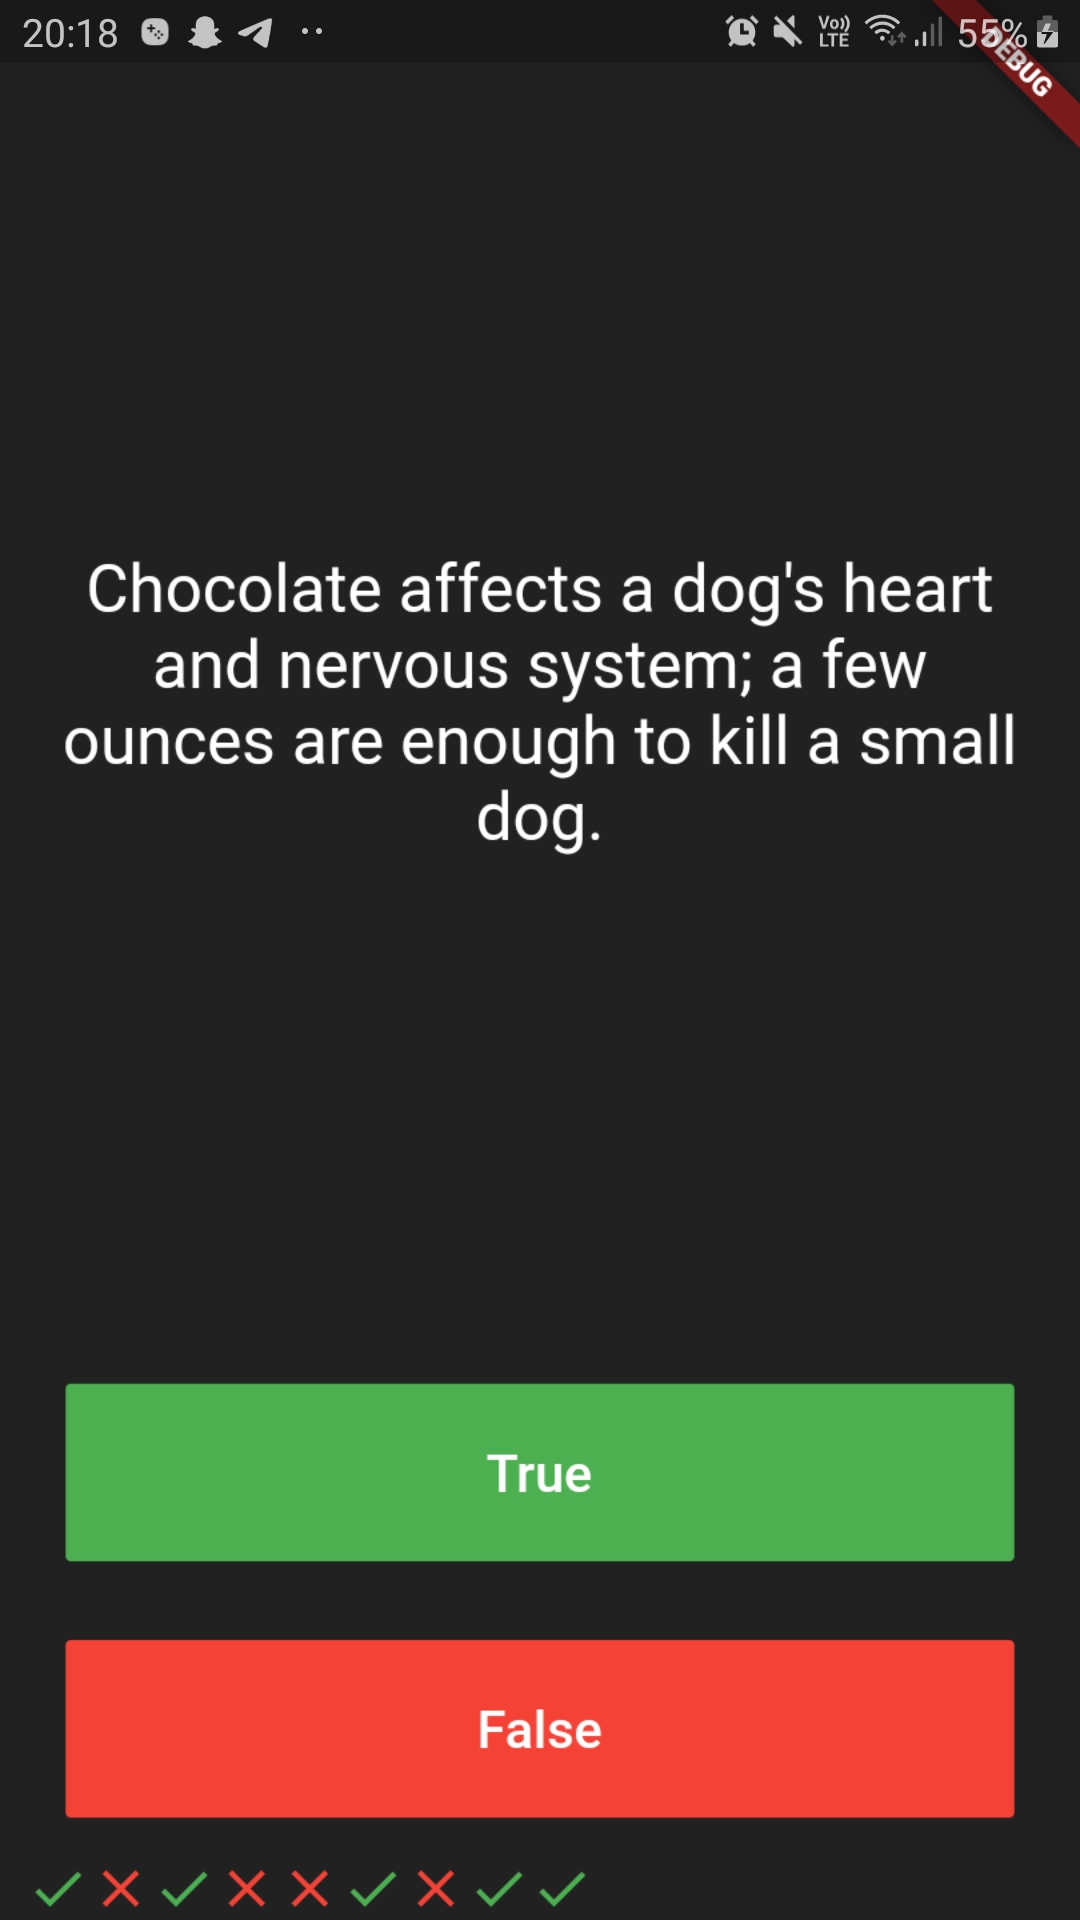 20:18
Vo))
LTE
55%
DEBUG
Chocolate affects a dog's heart
and nervous system; a few
ounces are enough to kill a small
dog.
True
False